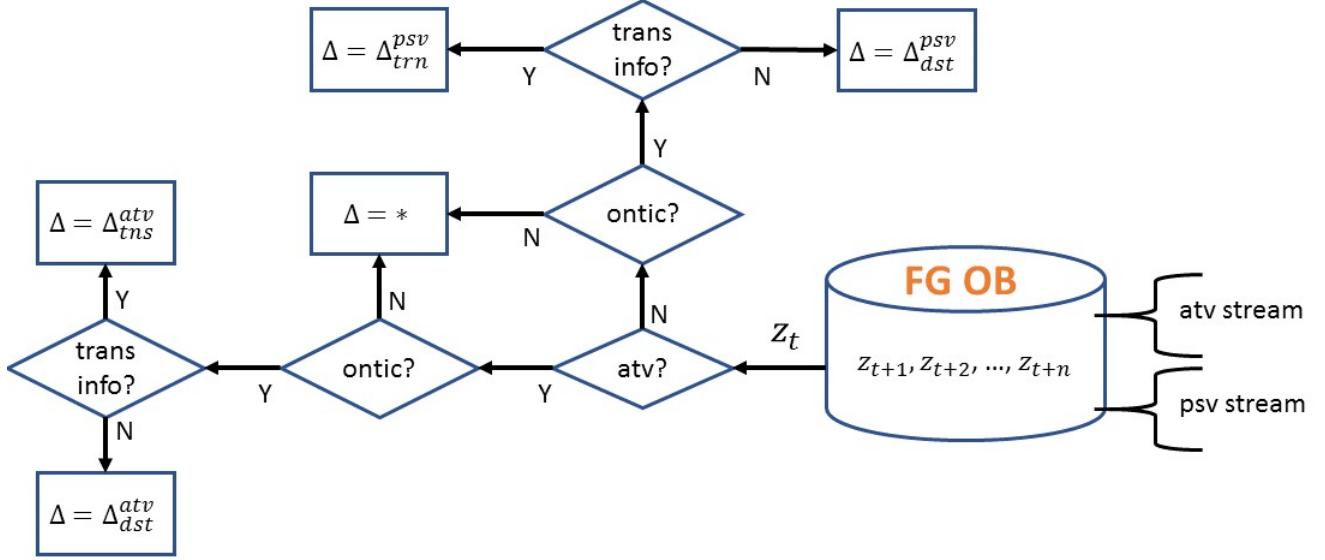 Δ = Δ^{psv}_{trn}
trans
info?
Δ = Δ^{psv}_{dst}
Y
N
Y
Δ = Δ^{atv}_{tns}
Δ = *
ontic?
N
FG OB
Y
N
N
z_t
atv stream
trans
info?
ontic?
atv?
z_{t+1}, z_{t+2}, ..., z_{t+n}
Y
Y
psv stream
N
Δ = Δ^{atv}_{dst}